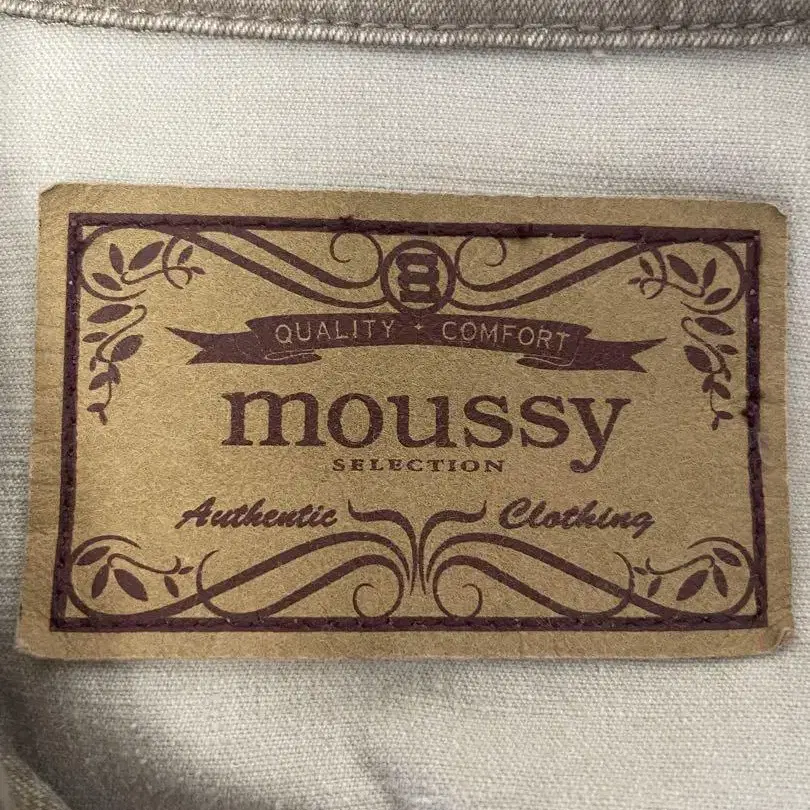 QUALITY + COMFORT
moussy
SELECTION
Authentic Clothing